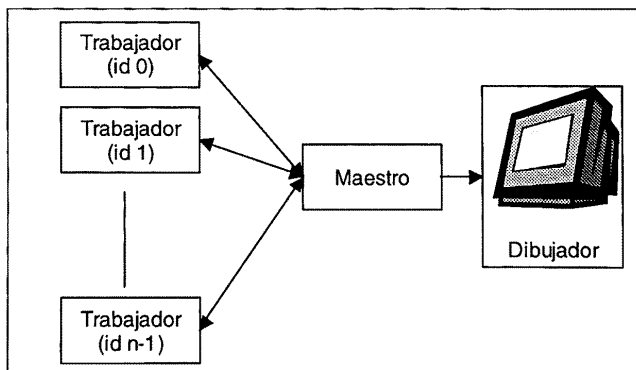 Trabajador
(id 0)
Trabajador
(id 1)
Maestro
Dibujador
Trabajador
(id n-1)